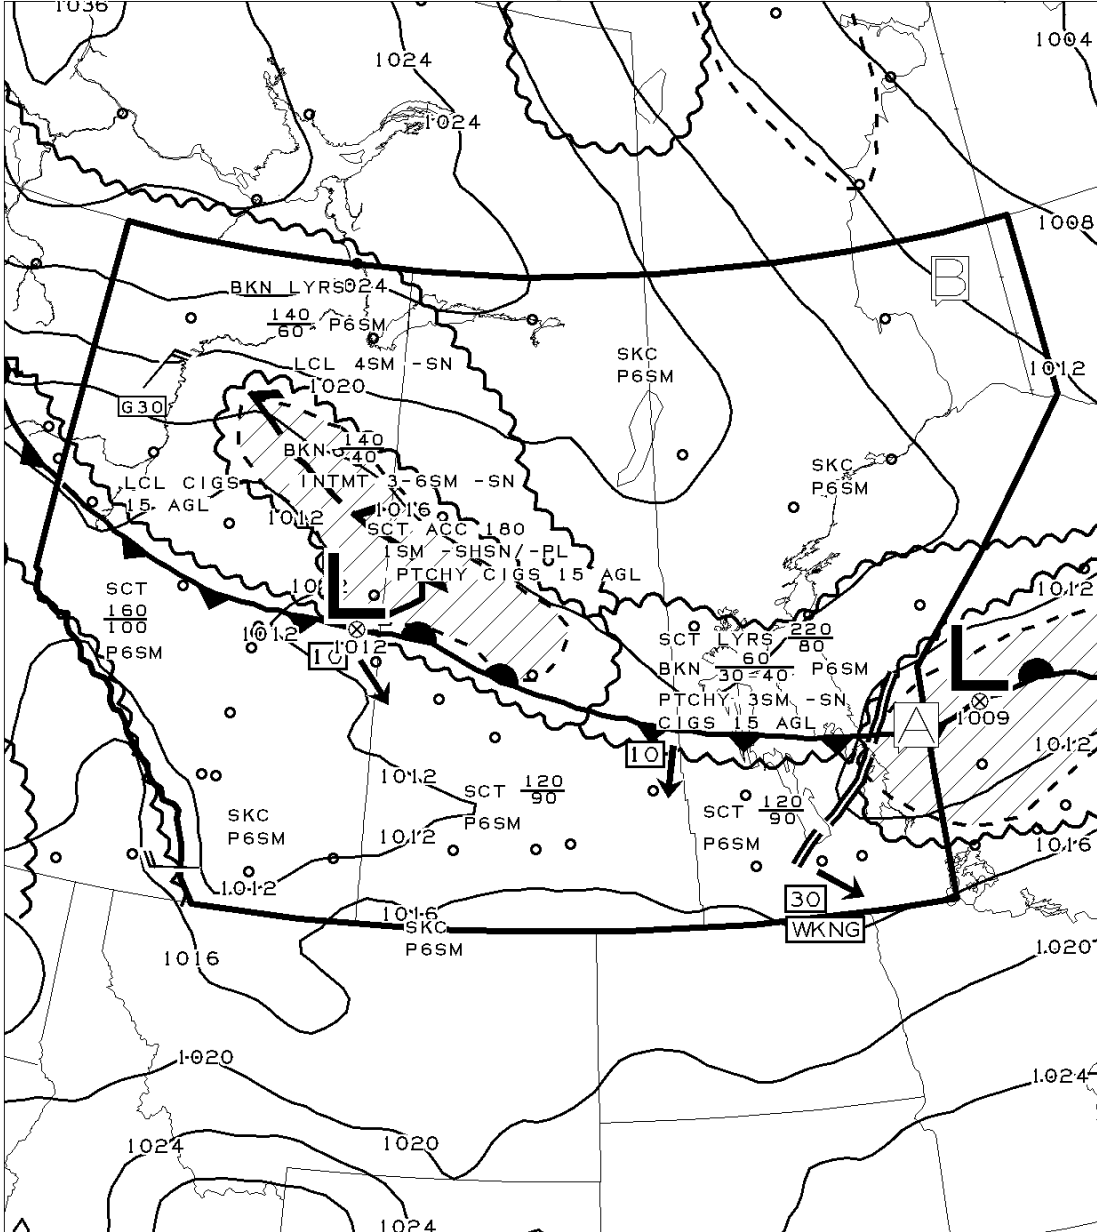 1036
1004
1024
1024
1008
B
BKN LYRS 1024
140
60
P6SM
SKC
P6SM
LCL 4SM -SN
1012
1020
G30
BKN 140
40
SKC
P6SM
LCL CIGS
15 AGL
INTMT 3-6SM -SN
1016
1012
SCT ACC 180
1SM -SHSN/-PL
PTCHY CIGS 15 AGL
SCT
160
100
P6SM
L
1012
1012
1012
10
SCT LYRS 220
80
BKN 60
30-40
P6SM
PTCHY 3SM -SN
CIGS 15 AGL
L
1009
A
1012
10
1012
SCT 120
90
P6SM
SCT 120
90
P6SM
SKC
P6SM
1012
1016
1012
30
WKNG
1016
SKC
P6SM
1016
1020
1020
1024
1024
1020
1024